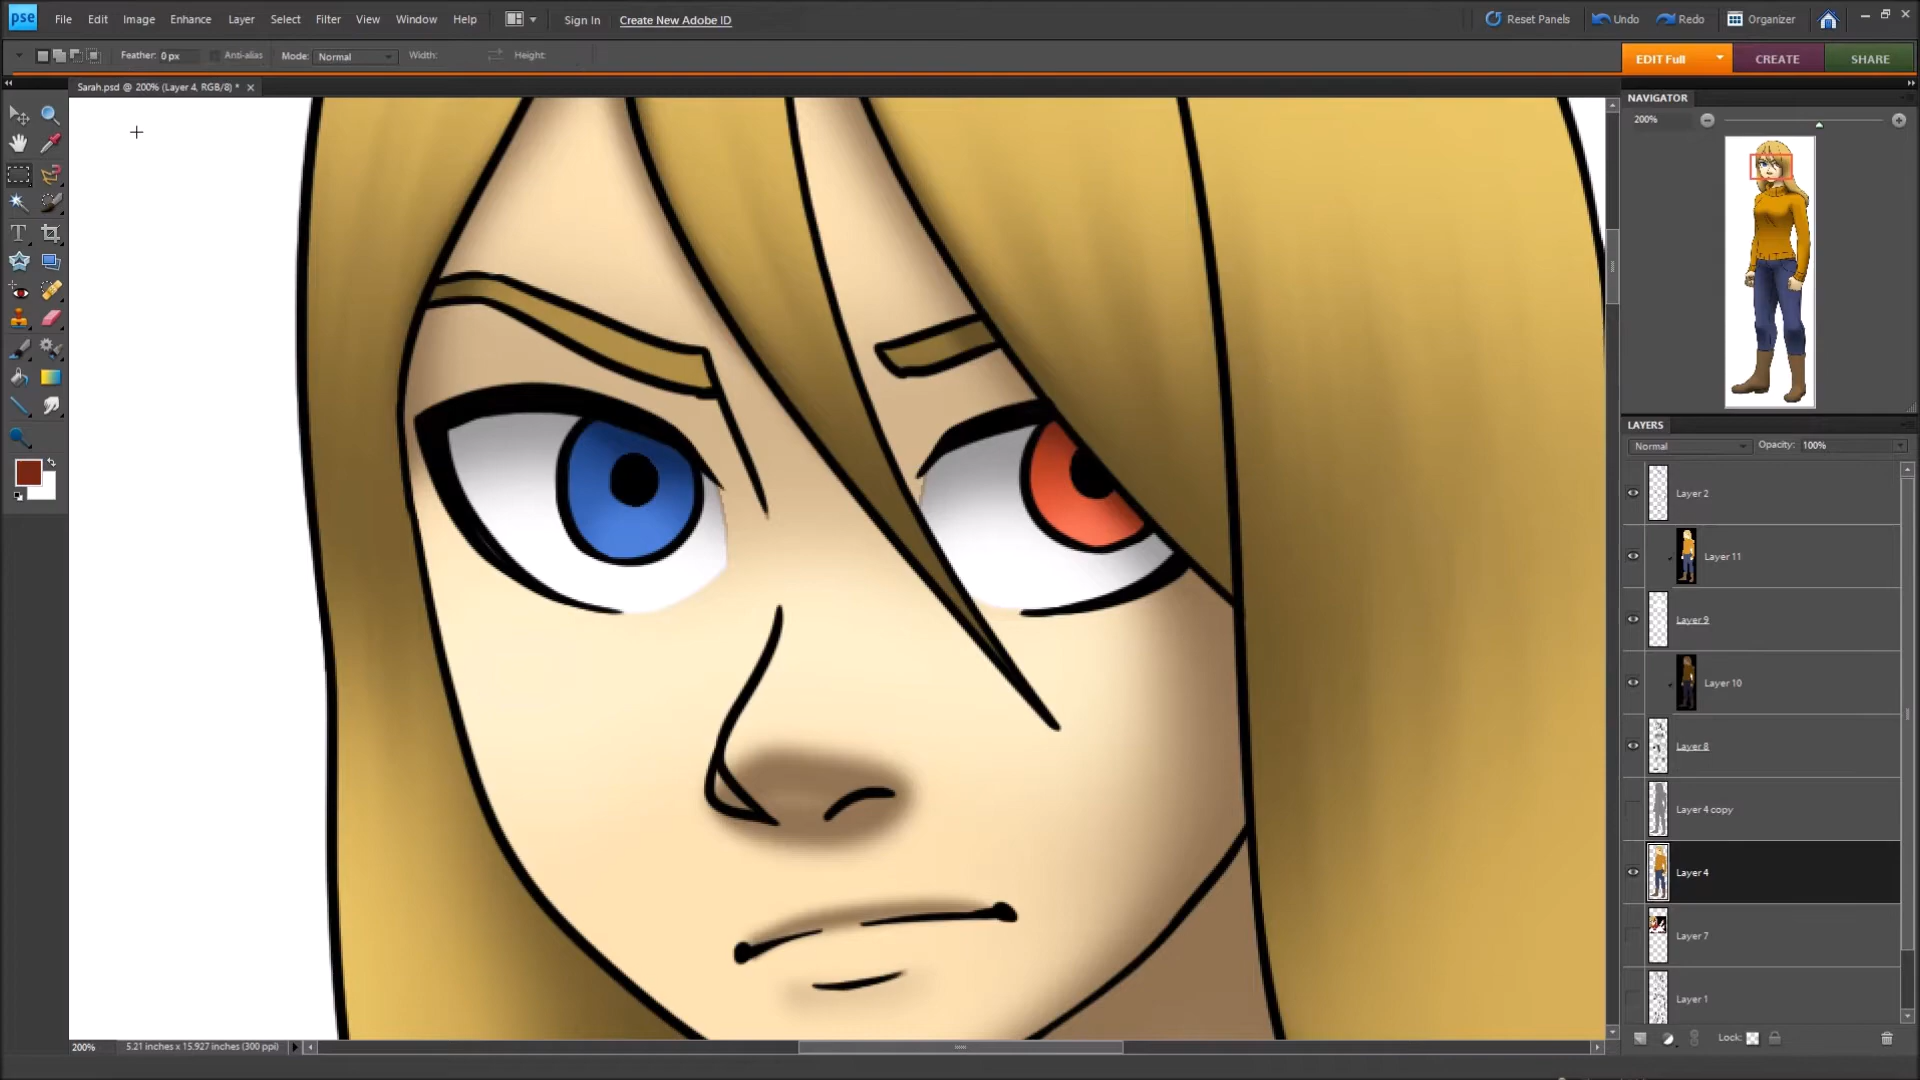 pse File Edit Image Enhance Layer Select Filter View Window Help Sign In Create New Adobe ID Reset Panels Undo Redo Organizer
Feather: 0 px Anti-alias Mode: Normal Width: Height: EDIT Full CREATE SHARE
Sarah.psd @ 200% (Layer 4, RGB/8) *
NAVIGATOR
200%
LAYERS
Normal Opacity: 100%
Layer 2
Layer 11
Layer 9
Layer 10
Layer 8
Layer 4 copy
Layer 4
Layer 7
Layer 1
Lock:
200% 5.21 inches x 15.927 inches (300 ppi)